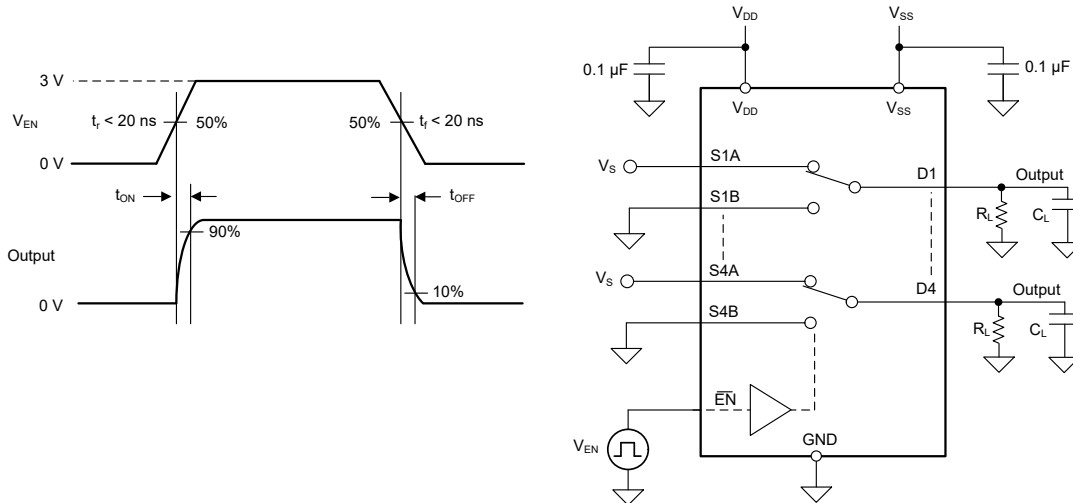 3 V
V_EN
t_r < 20 ns
50%
50%
t_f < 20 ns
0 V
t_ON
t_OFF
90%
Output
10%
0 V
V_DD
V_SS
0.1 µF
0.1 µF
V_DD
V_SS
V_S
S1A
D1
Output
S1B
R_L
C_L
V_S
S4A
D4
Output
S4B
R_L
C_L
E̅N̅
V_EN
GND